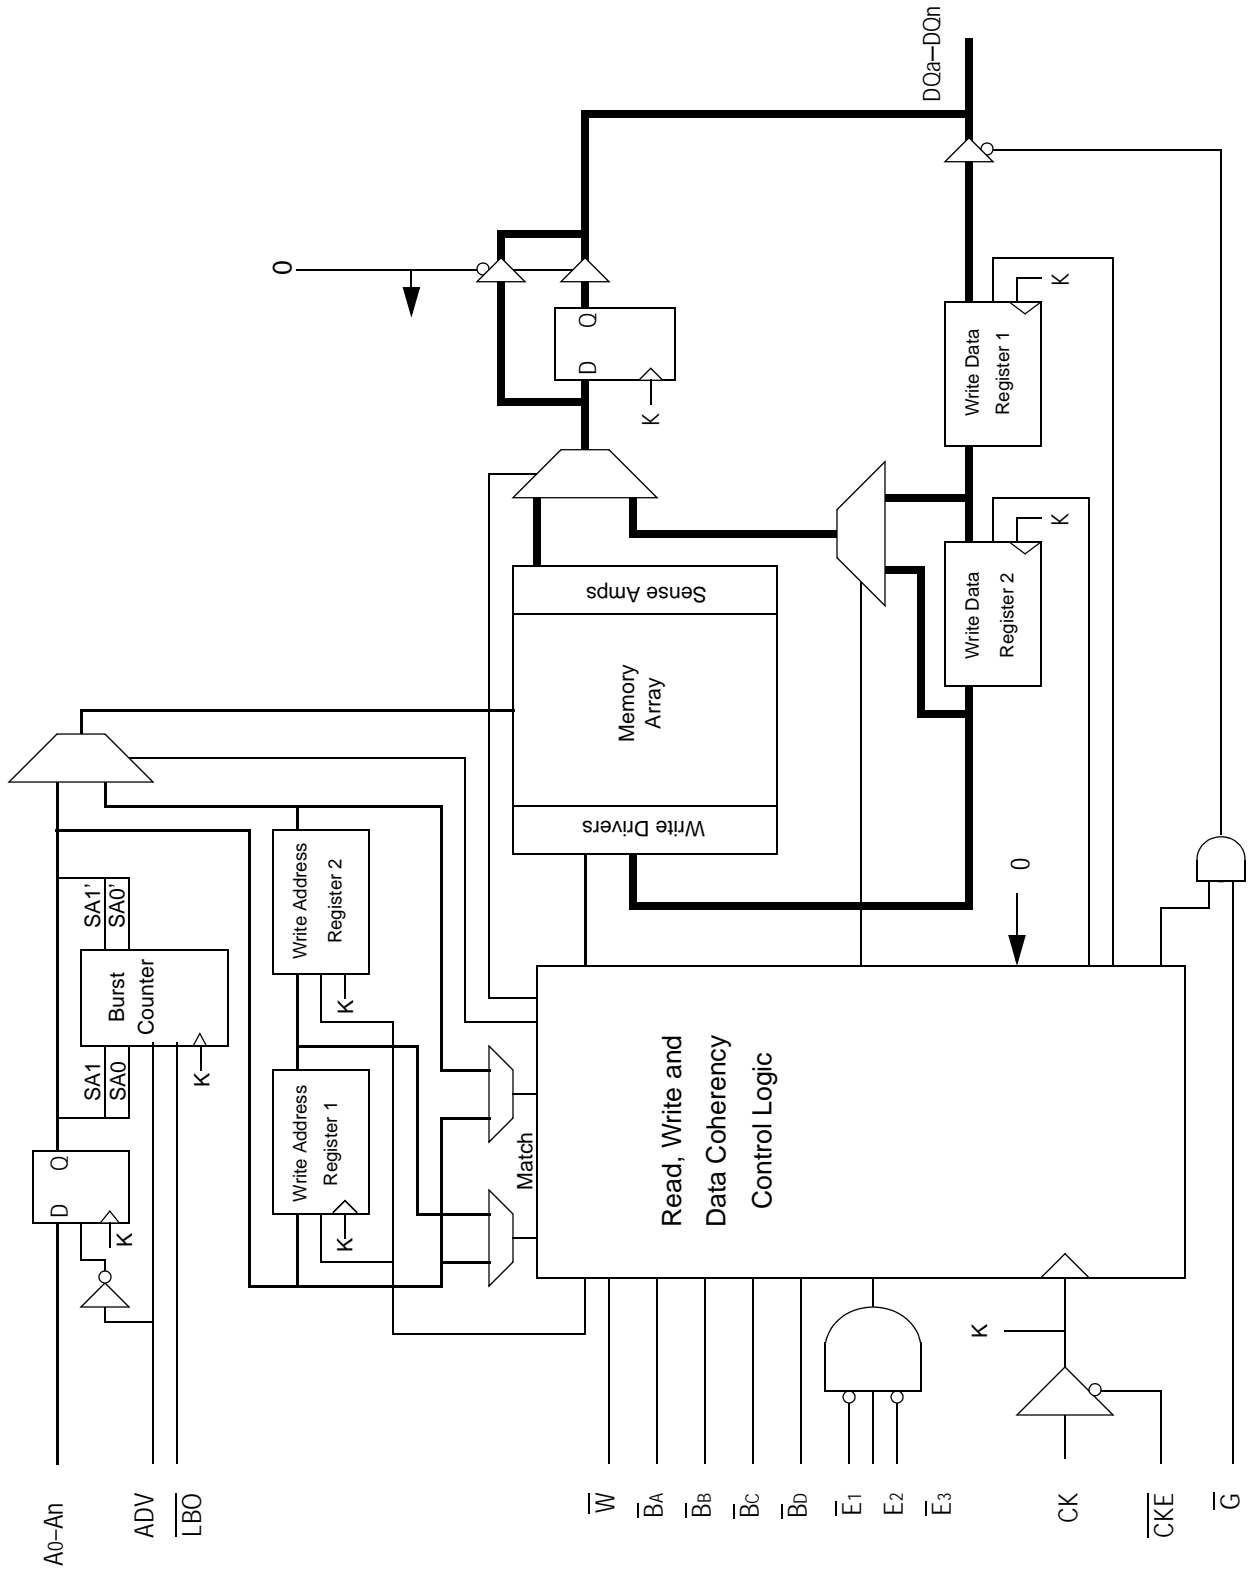 A0–An
ADV
LBO
D Q
K
SA1
SA0
Burst
Counter
SA1'
SA0'
K
Write Address
Register 1
K
Write Address
Register 2
K
Match
W
BA
BB
BC
BD
E1
E2
E3
CK
CKE
G
K
Read, Write and
Data Coherency
Control Logic
0
Write Drivers
Memory
Array
Sense Amps
D Q
K
0
Write Data
Register 2
K
Write Data
Register 1
K
DQa–DQn